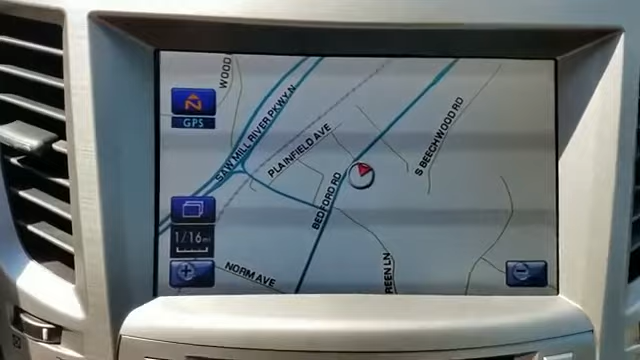 WOOD
N
GPS
SAW MILL RIVER PKWY N
PLAINFIELD AVE
S BEECHWOOD RD
BEDFORD RD
1/16mi
NORM AVE
REEN LN